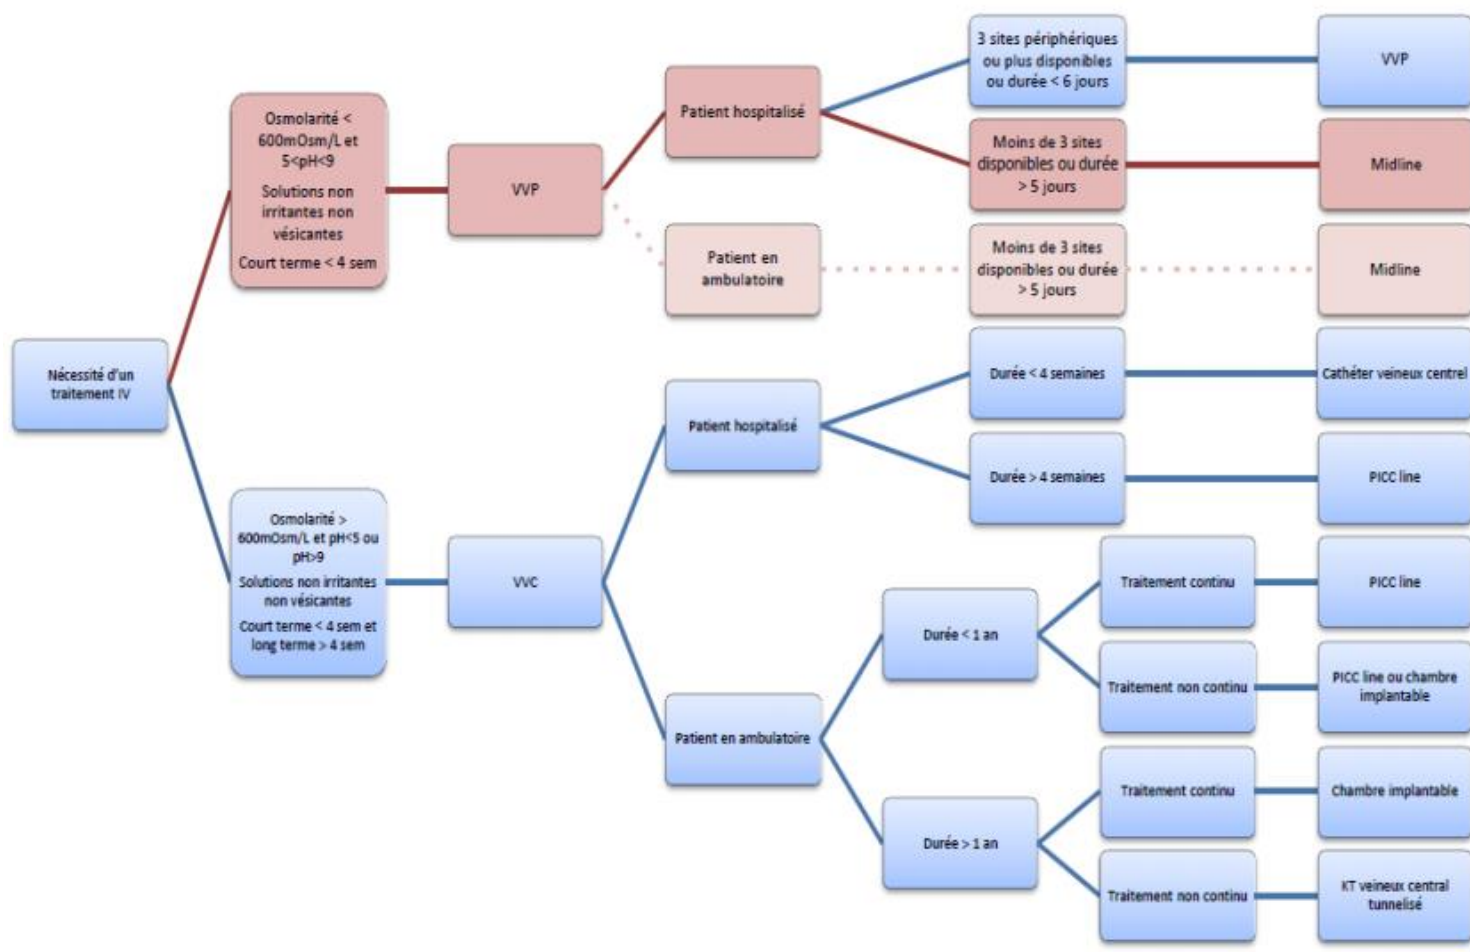 Nécessité d'un
traitement IV
Osmolarité <
600mOsm/L et
5<pH<9
Solutions non
irritantes non
vésicantes
Court terme < 4 sem
VVP
Patient hospitalisé
3 sites périphériques
ou plus disponibles
ou durée < 6 jours
VVP
Moins de 3 sites
disponibles ou durée
> 5 jours
Midline
Patient en
ambulatoire
Moins de 3 sites
disponibles ou durée
> 5 jours
Midline
Osmolarité >
600mOsm/L et pH<5 ou
pH>9
Solutions non irritantes
non vésicantes
Court terme < 4 sem et
long terme > 4 sem
VVC
Patient hospitalisé
Durée < 4 semaines
Cathéter veineux centrel
Durée > 4 semaines
PICC line
Patient en ambulatoire
Durée < 1 an
Traitement continu
PICC line
Traitement non continu
PICC line ou chambre
implantable
Durée > 1 an
Traitement continu
Chambre implantable
Traitement non continu
KT veineux central
tunnelisé